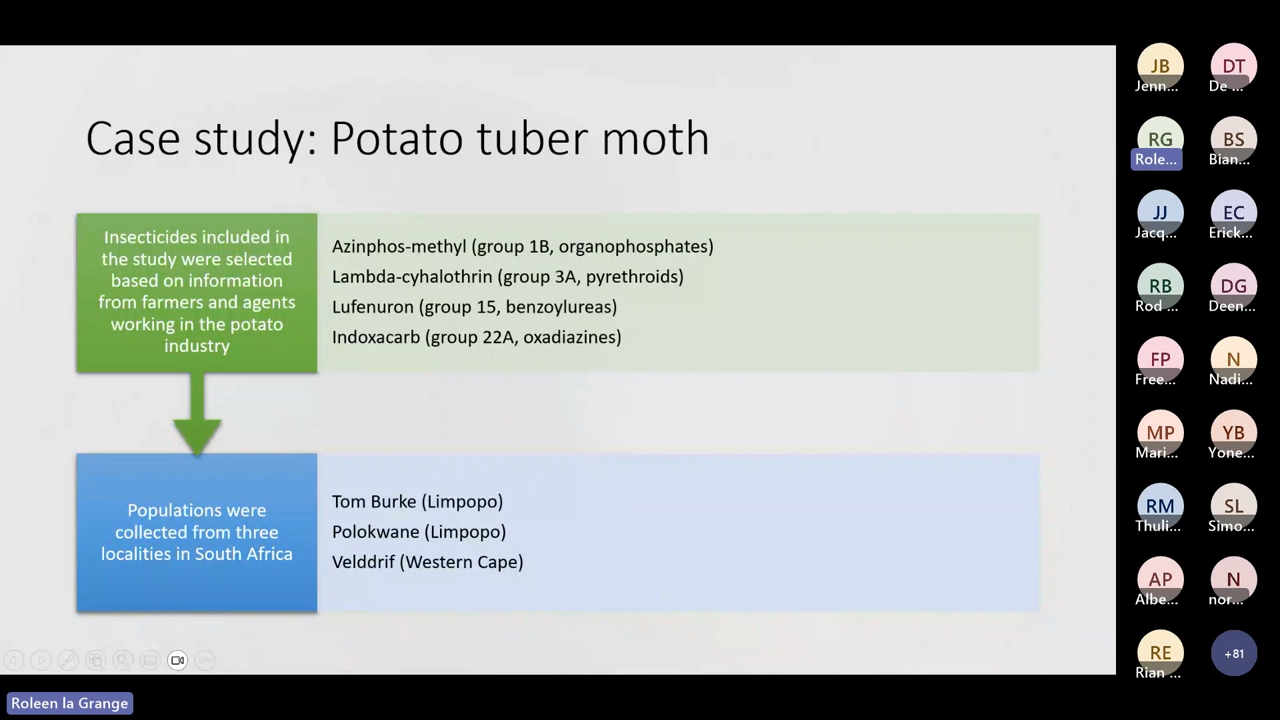 Case study: Potato tuber moth
Insecticides included in
the study were selected
based on information
from farmers and agents
working in the potato
industry
Azinphos-methyl (group 1B, organophosphates)
Lambda-cyhalothrin (group 3A, pyrethroids)
Lufenuron (group 15, benzoylureas)
Indoxacarb (group 22A, oxadiazines)
Populations were
collected from three
localities in South Africa
Tom Burke (Limpopo)
Polokwane (Limpopo)
Velddrif (Western Cape)
JB
Jenn...
DT
De ...
RG
Role...
BS
Bian...
JJ
Jacq...
EC
Erick...
RB
Rod ...
DG
Deen...
FP
Free...
N
Nadi...
MP
Mari...
YB
Yone...
RM
Thuli...
SL
Simo...
AP
Albe...
N
nor...
RE
Rian ...
+81
Roleen la Grange